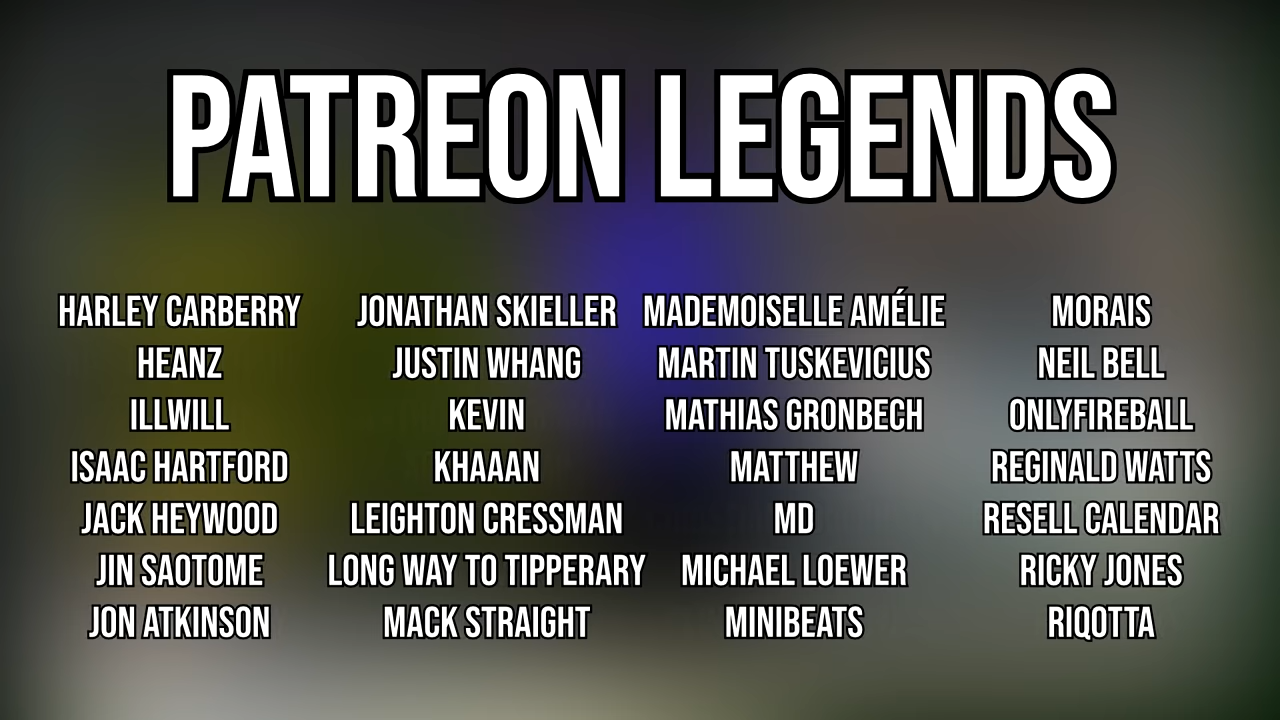 PATREON LEGENDS
HARLEY CARBERRY
HEANZ
ILLWILL
ISAAC HARTFORD
JACK HEYWOOD
JIN SAOTOME
JON ATKINSON
JONATHAN SKIELLER
JUSTIN WHANG
KEVIN
KHAAAN
LEIGHTON CRESSMAN
LONG WAY TO TIPPERARY
MACK STRAIGHT
MADEMOISELLE AMÉLIE
MARTIN TUSKEVICIUS
MATHIAS GRONBECH
MATTHEW
MD
MICHAEL LOEWER
MINIBEATS
MORAIS
NEIL BELL
ONLYFIREBALL
REGINALD WATTS
RESELL CALENDAR
RICKY JONES
RIQOTTA